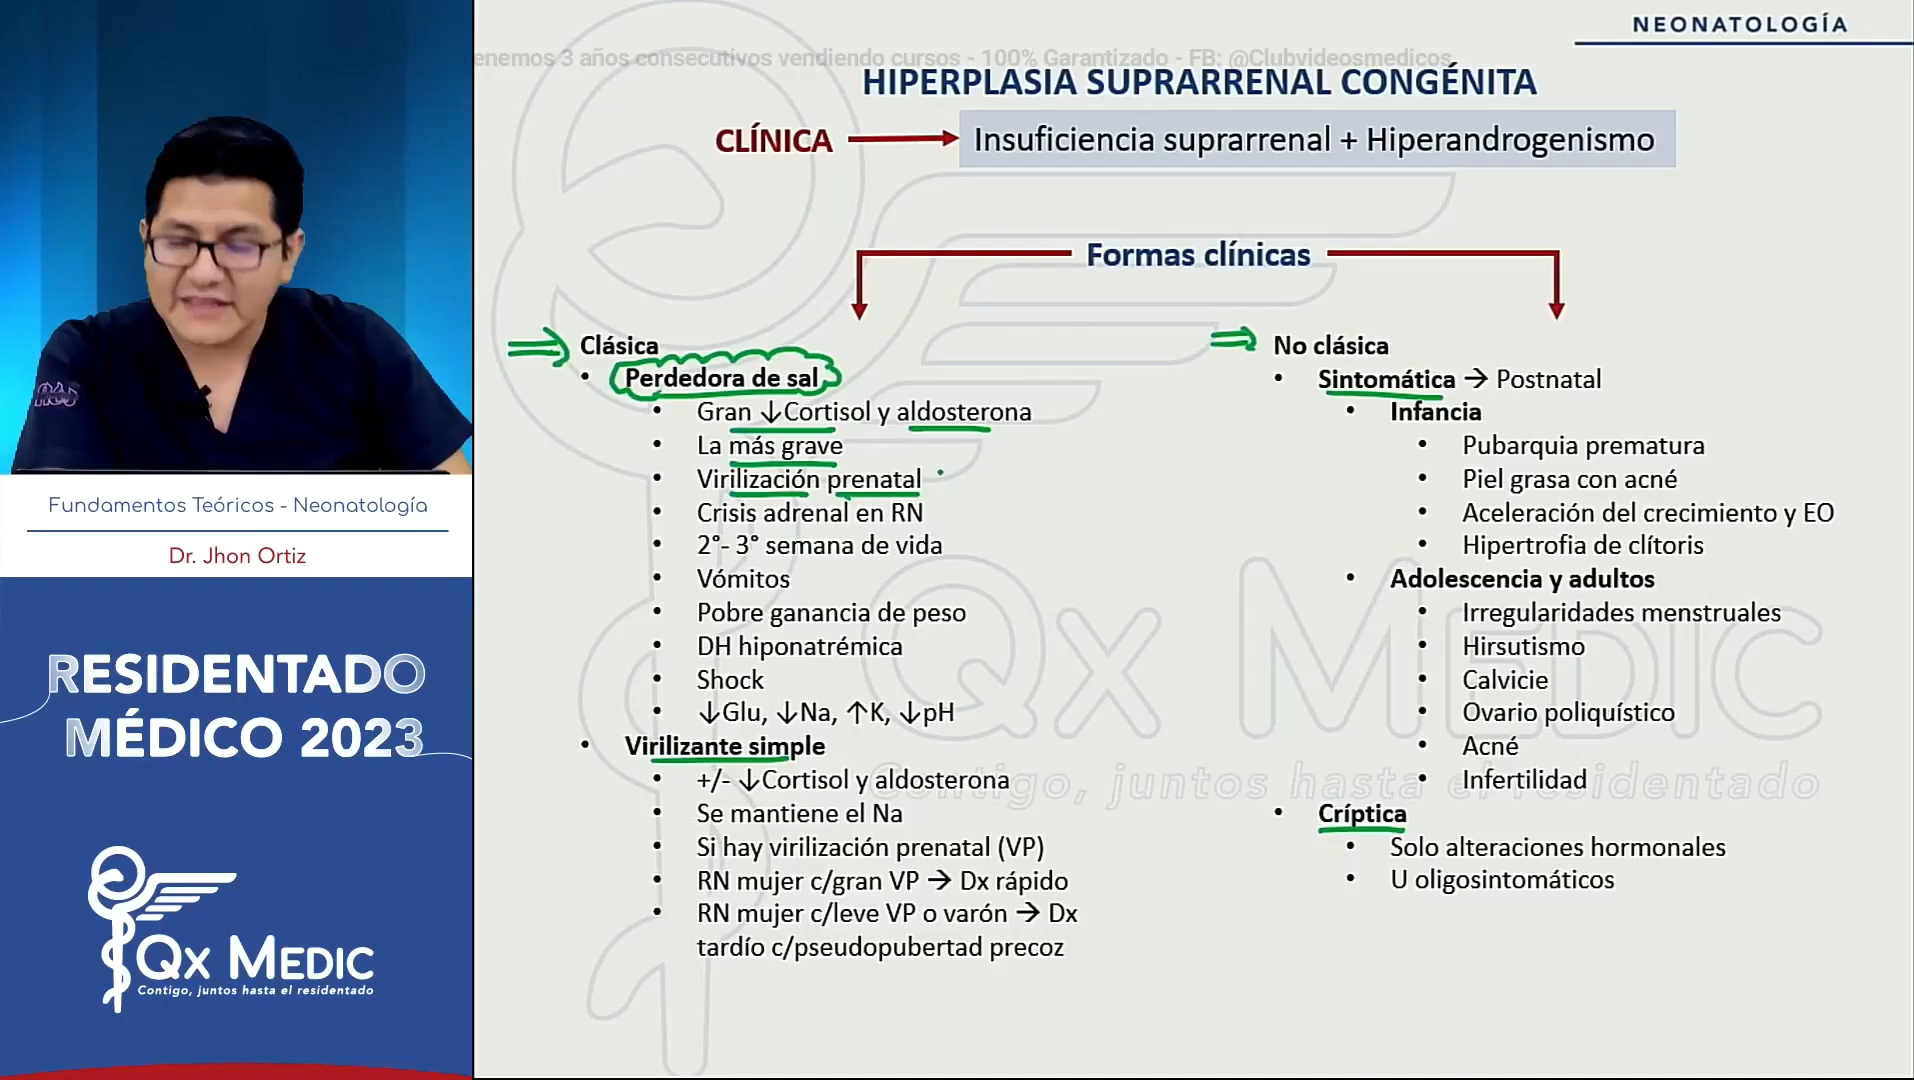 NEONATOLOGÍA
enemos 3 años consecutivos vendiendo cursos - 100% Garantizado - FB: @Clubvideosmedicos
HIPERPLASIA SUPRARRENAL CONGÉNITA
CLÍNICA
Insuficiencia suprarrenal + Hiperandrogenismo
Formas clínicas
Clásica
• Perdedora de sal
• Gran ↓Cortisol y aldosterona
• La más grave
• Virilización prenatal
• Crisis adrenal en RN
• 2°- 3° semana de vida
• Vómitos
• Pobre ganancia de peso
• DH hiponatrémica
• Shock
• ↓Glu, ↓Na, ↑K, ↓pH
• Virilizante simple
• +/- ↓Cortisol y aldosterona
• Se mantiene el Na
• Si hay virilización prenatal (VP)
• RN mujer c/gran VP → Dx rápido
• RN mujer c/leve VP o varón → Dx
tardío c/pseudopubertad precoz
No clásica
• Sintomática → Postnatal
• Infancia
• Pubarquia prematura
• Piel grasa con acné
• Aceleración del crecimiento y EO
• Hipertrofia de clítoris
• Adolescencia y adultos
• Irregularidades menstruales
• Hirsutismo
• Calvicie
• Ovario poliquístico
• Acné
• Infertilidad
• Críptica
• Solo alteraciones hormonales
• U oligosintomáticos
Qx MEDIC
Contigo, juntos hasta el residentado
Fundamentos Teóricos - Neonatología
Dr. Jhon Ortiz
RESIDENTADO
MÉDICO 2023
Qx MEDIC
Contigo, juntos hasta el residentado